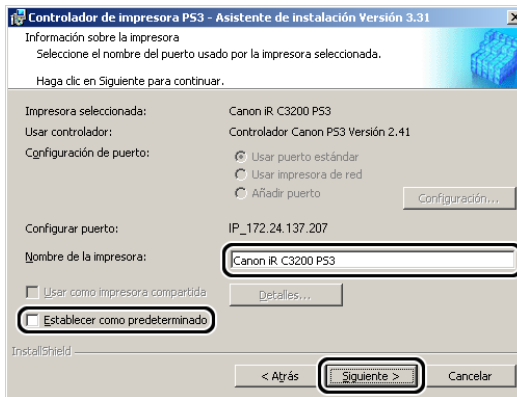 Controlador de impresora PS3 - Asistente de instalación Versión 3.31
Información sobre la impresora
Seleccione el nombre del puerto usado por la impresora seleccionada.
Haga clic en Siguiente para continuar.
Impresora seleccionada: Canon iR C3200 PS3
Usar controlador: Controlador Canon PS3 Versión 2.41
Configuración de puerto: Usar puerto estándar
Usar impresora de red
Añadir puerto Configuración...
Configurar puerto: IP_172.24.137.207
Nombre de la impresora: Canon iR C3200 PS3
Usar como impresora compartida Detalles...
Establecer como predeterminado
InstallShield
< Atrás Siguiente > Cancelar